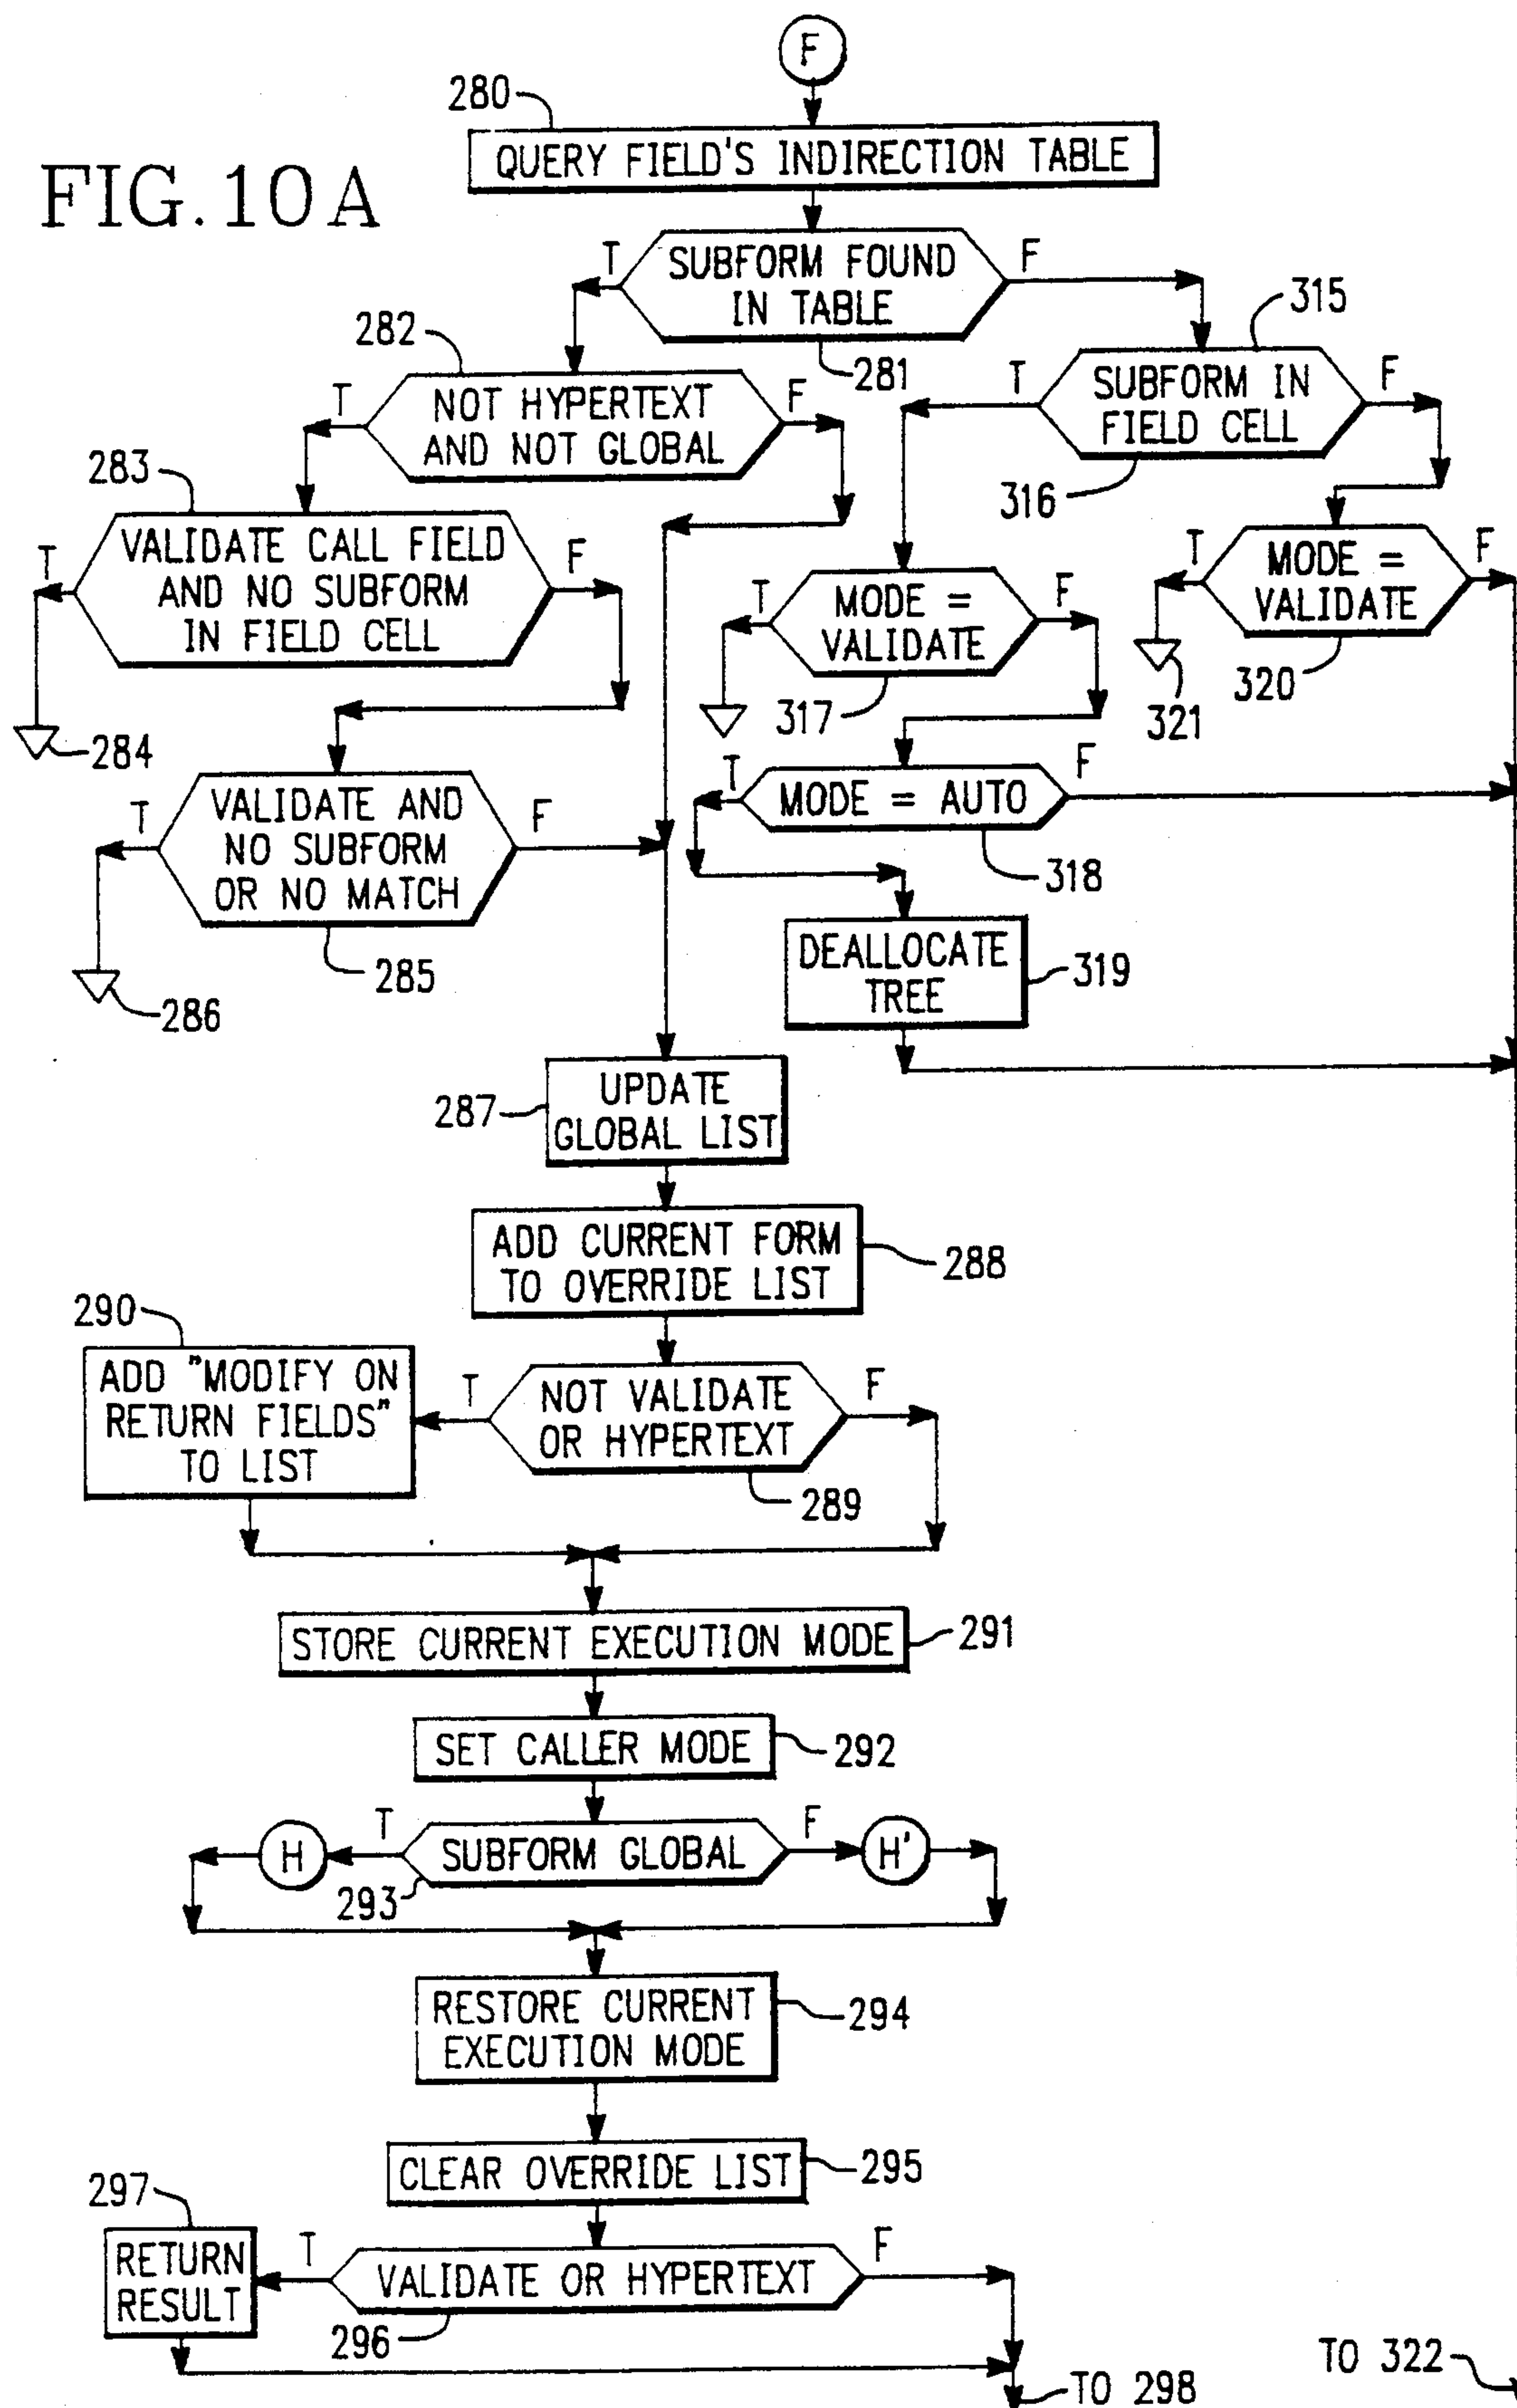 F
280
QUERY FIELD'S INDIRECTION TABLE
FIG. 10A
T
SUBFORM FOUND
IN TABLE
F
281
315
282
T
NOT HYPERTEXT
AND NOT GLOBAL
F
T
SUBFORM IN
FIELD CELL
F
316
283
T
VALIDATE CALL FIELD
AND NO SUBFORM
IN FIELD CELL
F
284
T
MODE =
VALIDATE
F
317
T
MODE =
VALIDATE
F
320
321
T
VALIDATE AND
NO SUBFORM
OR NO MATCH
F
285
286
T
MODE = AUTO
F
318
DEALLOCATE
TREE
319
287
UPDATE
GLOBAL LIST
ADD CURRENT FORM
TO OVERRIDE LIST
288
290
ADD "MODIFY ON
RETURN FIELDS"
TO LIST
T
NOT VALIDATE
OR HYPERTEXT
F
289
STORE CURRENT EXECUTION MODE
291
SET CALLER MODE
292
H
T
SUBFORM GLOBAL
F
H'
293
RESTORE CURRENT
EXECUTION MODE
294
CLEAR OVERRIDE LIST
295
297
RETURN
RESULT
T
VALIDATE OR HYPERTEXT
F
296
TO 298
TO 322